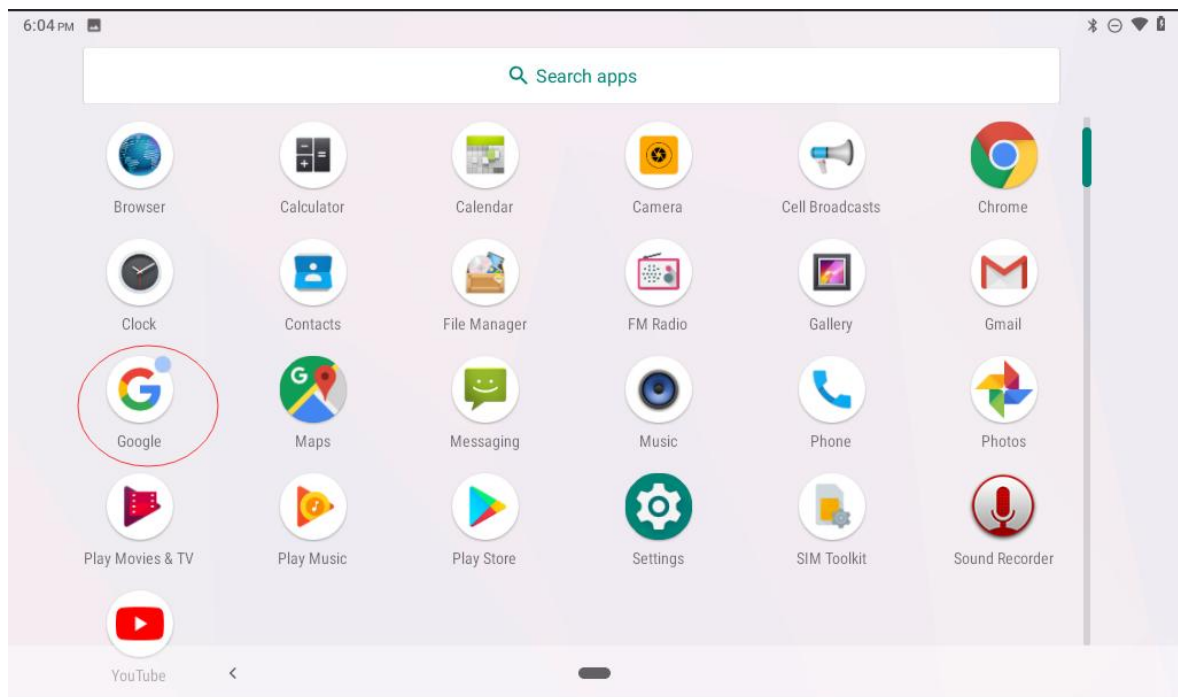 6:04 PM
Search apps
Browser
Calculator
Calendar
Camera
Cell Broadcasts
Chrome
Clock
Contacts
File Manager
FM Radio
Gallery
Gmail
Google
Maps
Messaging
Music
Phone
Photos
Play Movies & TV
Play Music
Play Store
Settings
SIM Toolkit
Sound Recorder
YouTube